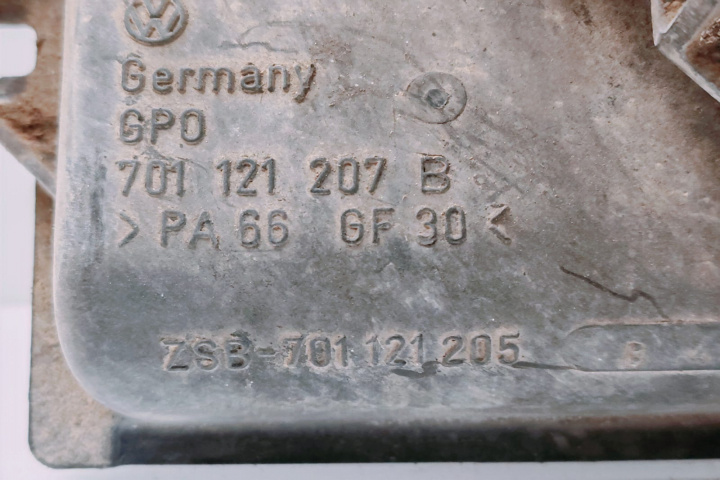 Germany
GPO
701 121 207 B
>PA 66 GF 30<
ZSB-701 121 205